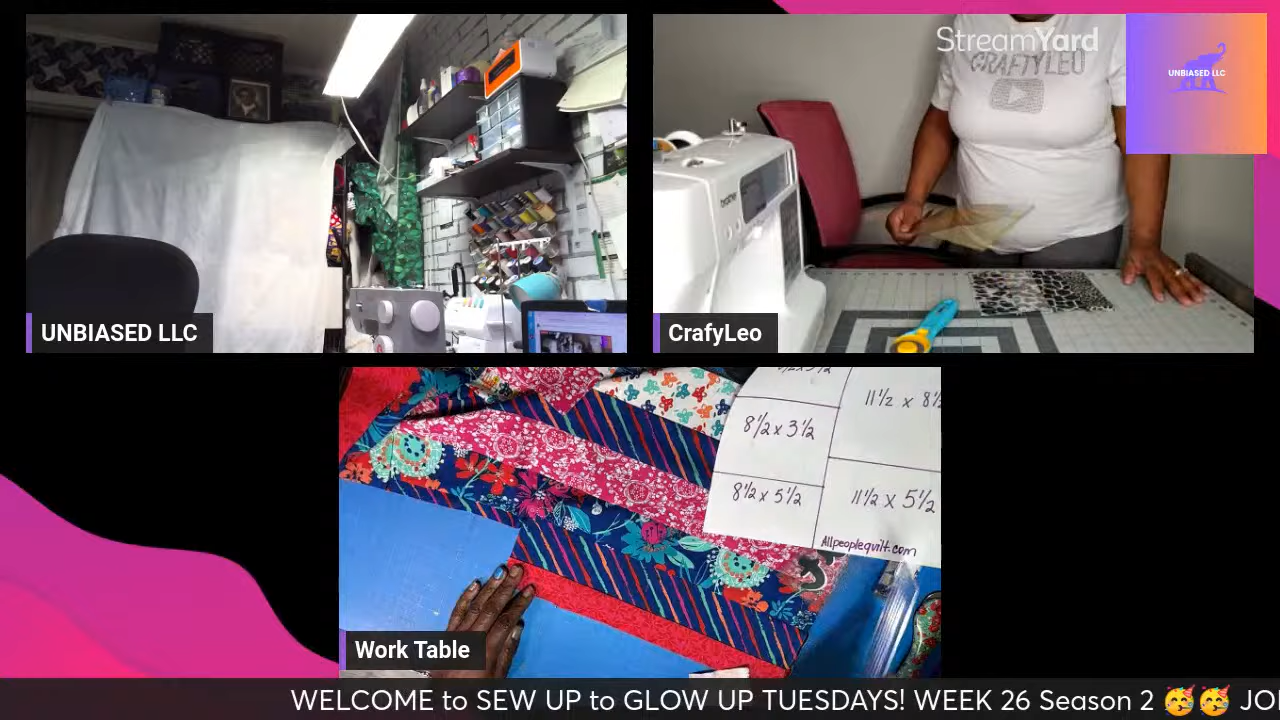 StreamYard
CRAFTYLEO
UNBIASED LLC
brother
UNBIASED LLC
CrafyLeo
8½ x 3½
11½ x 8½
8½ x 5½
11½ x 5½
Allpeoplequilt.com
Work Table
WELCOME to SEW UP to GLOW UP TUESDAYS! WEEK 26 Season 2 🥳🥳 JO